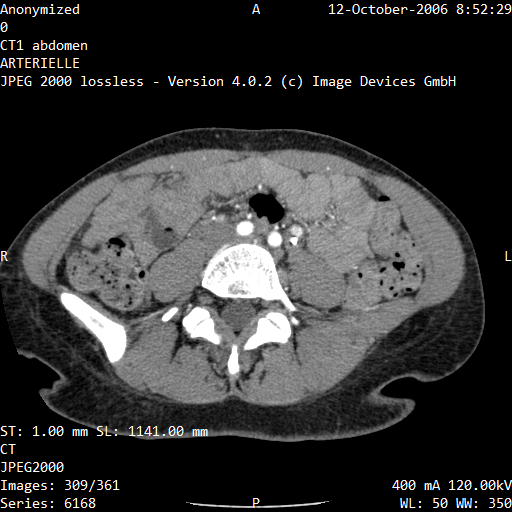 Anonymized A 12-October-2006 8:52:29
0
CT1 abdomen
ARTERIELLE
JPEG 2000 lossless - Version 4.0.2 (c) Image Devices GmbH
R L
ST: 1.00 mm SL: 1141.00 mm
CT
JPEG2000
Images: 309/361 400 mA 120.00kV
Series: 6168 P WL: 50 WW: 350